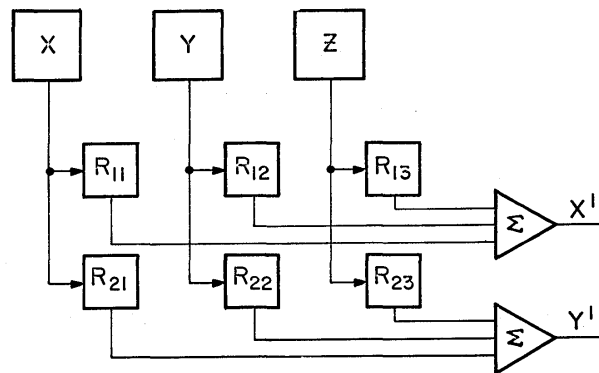 X Y Z
R11 R12 R13
Σ X'
R21 R22 R23
Σ Y'